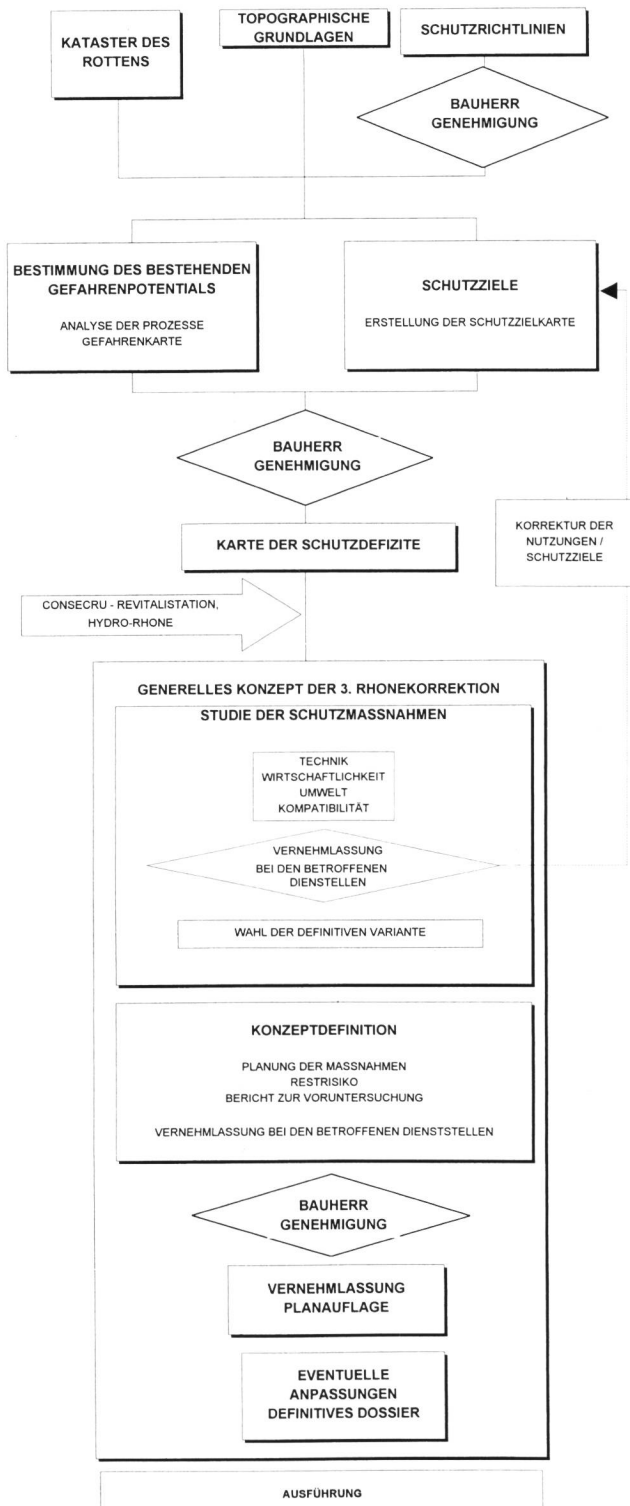 KATASTER DES
ROTTENS
TOPOGRAPHISCHE
GRUNDLAGEN
SCHUTZRICHTLINIEN
BAUHERR
GENEHMIGUNG
BESTIMMUNG DES BESTEHENDEN
GEFAHRENPOTENTIALS
ANALYSE DER PROZESSE
GEFAHRENKARTE
SCHUTZZIELE
ERSTELLUNG DER SCHUTZZIELKARTE
BAUHERR
GENEHMIGUNG
KARTE DER SCHUTZDEFIZITE
KORREKTUR DER
NUTZUNGEN /
SCHUTZZIELE
CONSECRU - REVITALISTATION,
HYDRO-RHONE
GENERELLES KONZEPT DER 3. RHONEKORREKTION
STUDIE DER SCHUTZMASSNAHMEN
TECHNIK
WIRTSCHAFTLICHKEIT
UMWELT
KOMPATIBILITÄT
VERNEHMLASSUNG
BEI DEN BETROFFENEN
DIENSTELLEN
WAHL DER DEFINITIVEN VARIANTE
KONZEPTDEFINITION
PLANUNG DER MASSNAHMEN
RESTRISIKO
BERICHT ZUR VORUNTERSUCHUNG
VERNEHMLASSUNG BEI DEN BETROFFENEN DIENSTSTELLEN
BAUHERR
GENEHMIGUNG
VERNEHMLASSUNG
PLANAUFLAGE
EVENTUELLE
ANPASSUNGEN
DEFINITIVES DOSSIER
AUSFÜHRUNG